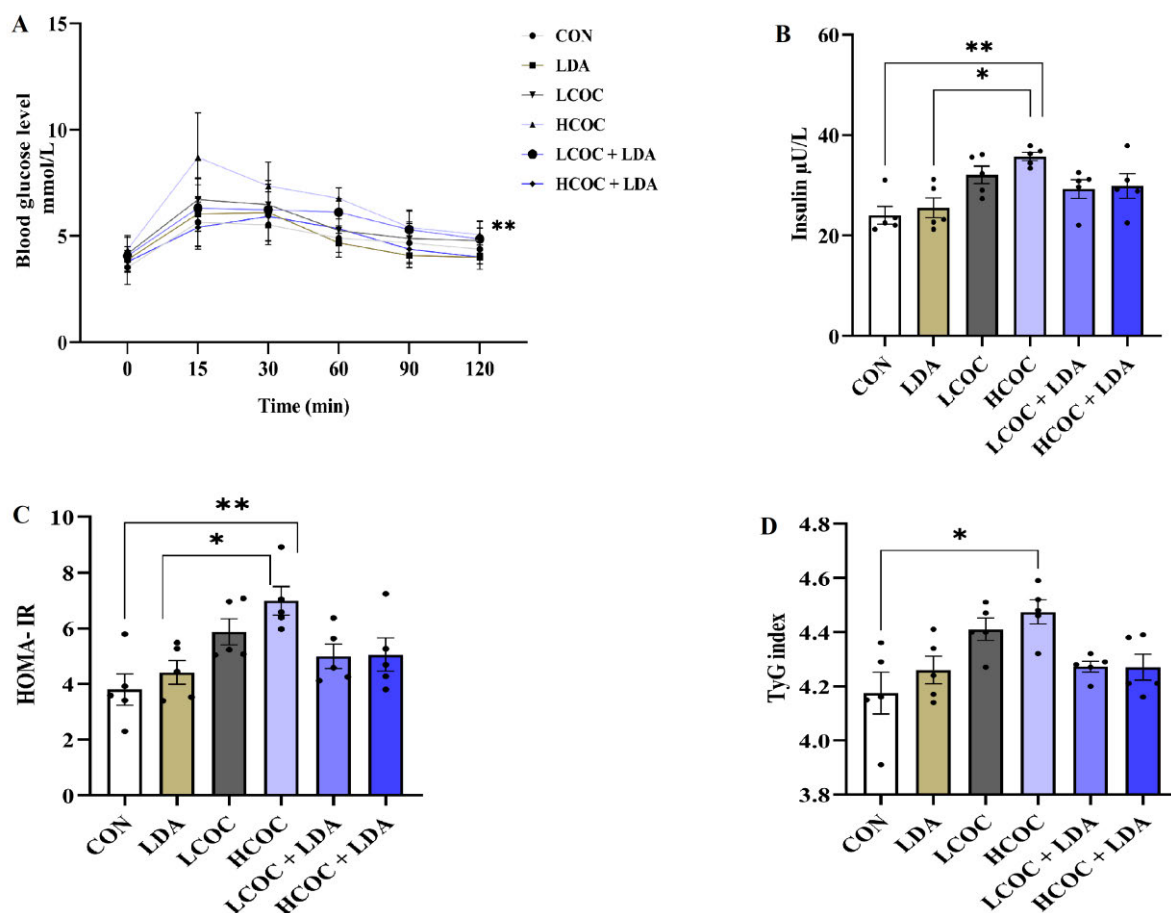 A
15
10
5
0
Blood glucose level
mmol/L
0 15 30 60 90 120
Time (min)
**
CON
LDA
LCOC
HCOC
LCOC + LDA
HCOC + LDA
B
60
40
20
0
Insulin µU/L
**
*
CON
LDA
LCOC
HCOC
LCOC + LDA
HCOC + LDA
C
10
8
6
4
2
0
HOMA- IR
**
*
CON
LDA
LCOC
HCOC
LCOC + LDA
HCOC + LDA
D
4.8
4.6
4.4
4.2
4.0
3.8
TyG index
*
CON
LDA
LCOC
HCOC
LCOC + LDA
HCOC + LDA